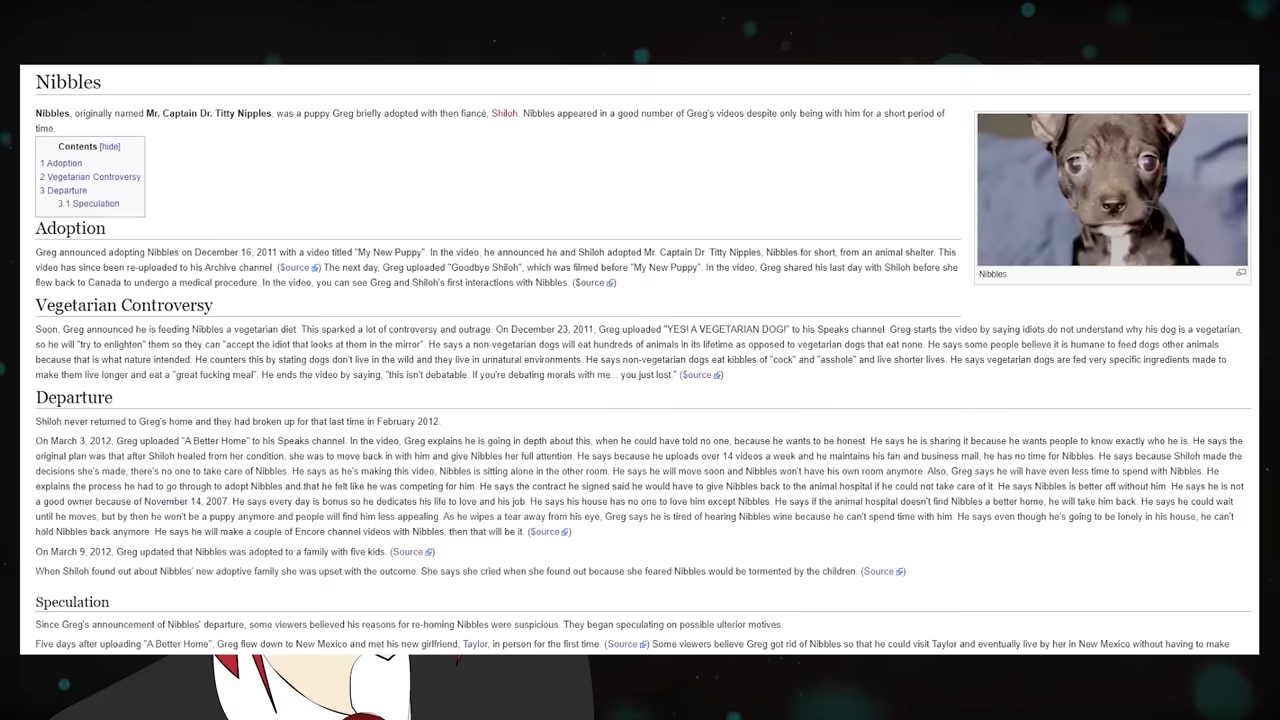 Nibbles
Nibbles, originally named Mr. Captain Dr. Titty Nipples, was a puppy Greg briefly adopted with then fiancé, Shiloh. Nibbles appeared in a good number of Greg's videos despite only being with him for a short period of
time.
Contents [hide]
1 Adoption
2 Vegetarian Controversy
3 Departure
3.1 Speculation
Nibbles
Adoption
Greg announced adopting Nibbles on December 16, 2011 with a video titled "My New Puppy". In the video, he announced he and Shiloh adopted Mr. Captain Dr. Titty Nipples, Nibbles for short, from an animal shelter. This
video has since been re-uploaded to his Archive channel. (Source) The next day, Greg uploaded "Goodbye Shiloh", which was filmed before "My New Puppy". In the video, Greg shared his last day with Shiloh before she
flew back to Canada to undergo a medical procedure. In the video, you can see Greg and Shiloh's first interactions with Nibbles. (Source)
Vegetarian Controversy
Soon, Greg announced he is feeding Nibbles a vegetarian diet. This sparked a lot of controversy and outrage. On December 23, 2011, Greg uploaded "YES! A VEGETARIAN DOG!" to his Speaks channel. Greg starts the video by saying idiots do not understand why his dog is a vegetarian,
so he will "try to enlighten" them so they can "accept the idiot that looks at them in the mirror". He says a non-vegetarian dogs will eat hundreds of animals in its lifetime as opposed to vegetarian dogs that eat none. He says some people believe it is humane to feed dogs other animals
because that is what nature intended. He counters this by stating dogs don't live in the wild and they live in unnatural environments. He says non-vegetarian dogs eat kibbles of "cock" and "asshole" and live shorter lives. He says vegetarian dogs are fed very specific ingredients made to
make them live longer and eat a "great fucking meal". He ends the video by saying, "this isn't debatable. If you're debating morals with me... you just lost." (Source)
Departure
Shiloh never returned to Greg's home and they had broken up for that last time in February 2012.
On March 3, 2012, Greg uploaded "A Better Home" to his Speaks channel. In the video, Greg explains he is going in depth about this, when he could have told no one, because he wants to be honest. He says he is sharing it because he wants people to know exactly who he is. He says the
original plan was that after Shiloh healed from her condition, she was to move back in with him and give Nibbles her full attention. He says because he uploads over 14 videos a week and he maintains his fan and business mail, he has no time for Nibbles. He says because Shiloh made the
decisions she's made, there's no one to take care of Nibbles. He says as he's making this video, Nibbles is sitting alone in the other room. He says he will move soon and Nibbles won't have his own room anymore. Also, Greg says he will have even less time to spend with Nibbles. He
explains the process he had to go through to adopt Nibbles and that he felt like he was competing for him. He says the contract he signed said he would have to give Nibbles back to the animal hospital if he could not take care of it. He says Nibbles is better off without him. He says he is not
a good owner because of November 14, 2007. He says every day is bonus so he dedicates his life to love and his job. He says his house has no one to love him except Nibbles. He says if the animal hospital doesn't find Nibbles a better home, he will take him back. He says he could wait
until he moves, but by then he won't be a puppy anymore and people will find him less appealing. As he wipes a tear away from his eye, Greg says he is tired of hearing Nibbles wine because he can't spend time with him. He says even though he's going to be lonely in his house, he can't
hold Nibbles back anymore. He says he will make a couple of Encore channel videos with Nibbles, then that will be it. (Source)
On March 9, 2012, Greg updated that Nibbles was adopted to a family with five kids. (Source)
When Shiloh found out about Nibbles' new adoptive family she was upset with the outcome. She says she cried when she found out because she feared Nibbles would be tormented by the children. (Source)
Speculation
Since Greg's announcement of Nibbles' departure, some viewers believed his reasons for re-homing Nibbles were suspicious. They began speculating on possible ulterior motives.
Five days after uploading "A Better Home", Greg flew down to New Mexico and met his new girlfriend, Taylor, in person for the first time. (Source) Some viewers believe Greg got rid of Nibbles so that he could visit Taylor and eventually live by her in New Mexico without having to make